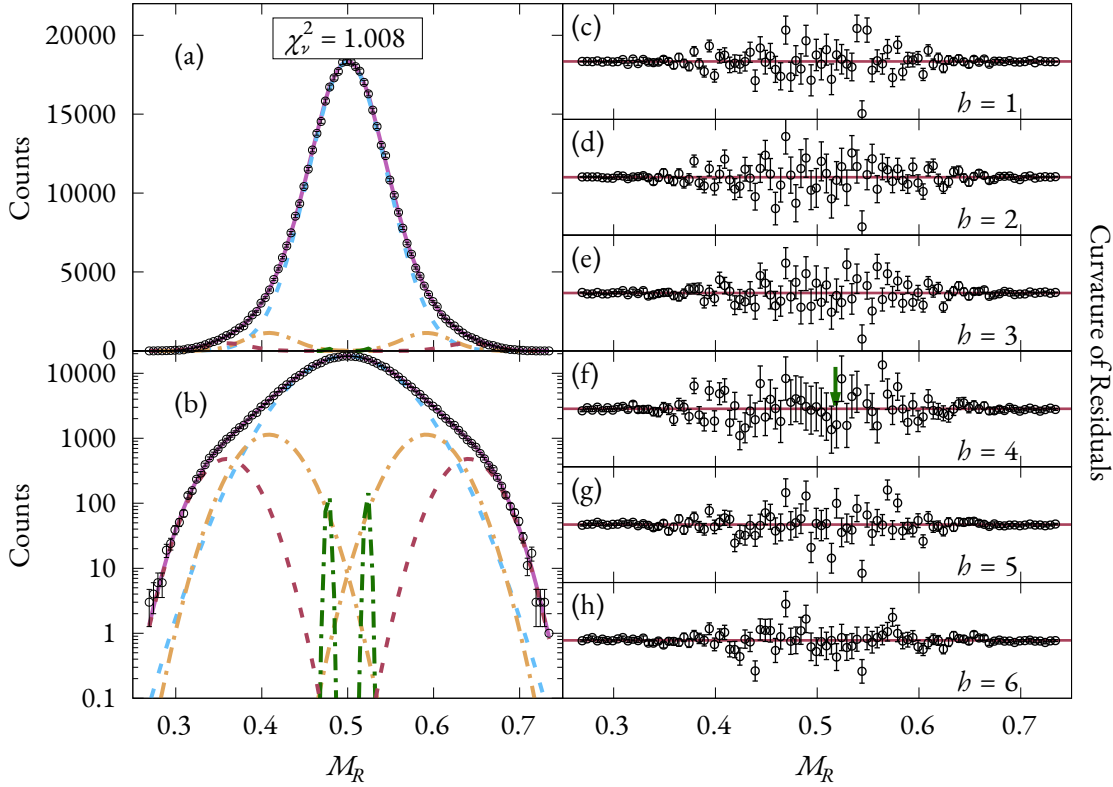 (a)
χ²ᵥ = 1.008
Counts
20000
15000
10000
5000
0
(b)
Counts
10000
1000
100
10
1
0.1
0.3 0.4 0.5 0.6 0.7
M_R
(c)
h = 1
(d)
h = 2
(e)
h = 3
(f)
h = 4
(g)
h = 5
(h)
h = 6
0.3 0.4 0.5 0.6 0.7
M_R
Curvature of Residuals